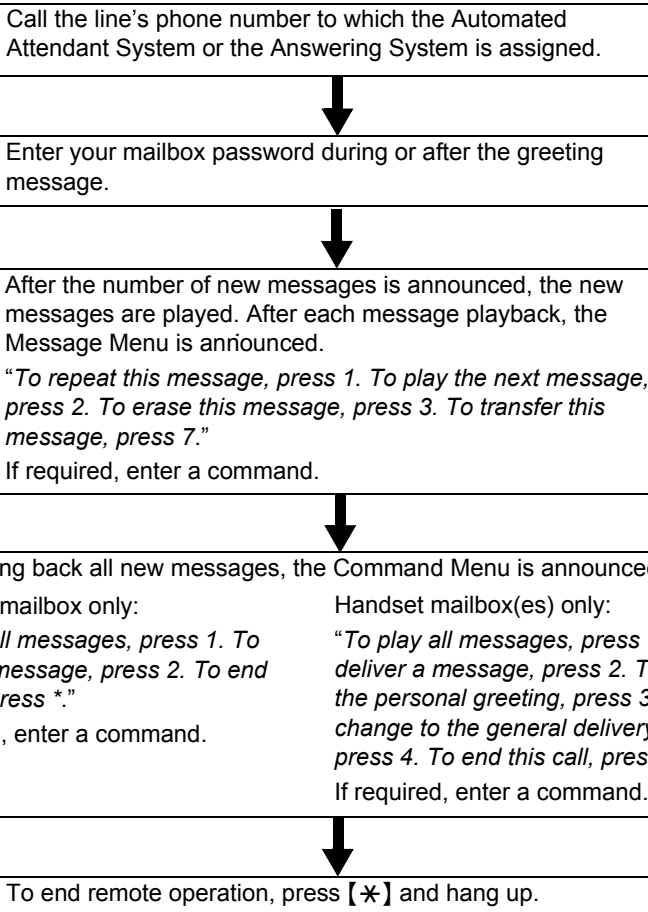 Call the line's phone number to which the Automated
Attendant System or the Answering System is assigned.
Enter your mailbox password during or after the greeting
message.
After the number of new messages is announced, the new
messages are played. After each message playback, the
Message Menu is announced.
“To repeat this message, press 1. To play the next message,
press 2. To erase this message, press 3. To transfer this
message, press 7.”
If required, enter a command.
ng back all new messages, the Command Menu is announced
mailbox only:
ll messages, press 1. To
message, press 2. To end
ress *.”
, enter a command.
Handset mailbox(es) only:
“To play all messages, press
deliver a message, press 2. T
the personal greeting, press 3
change to the general delivery
press 4. To end this call, pres
If required, enter a command.
To end remote operation, press【*】and hang up.